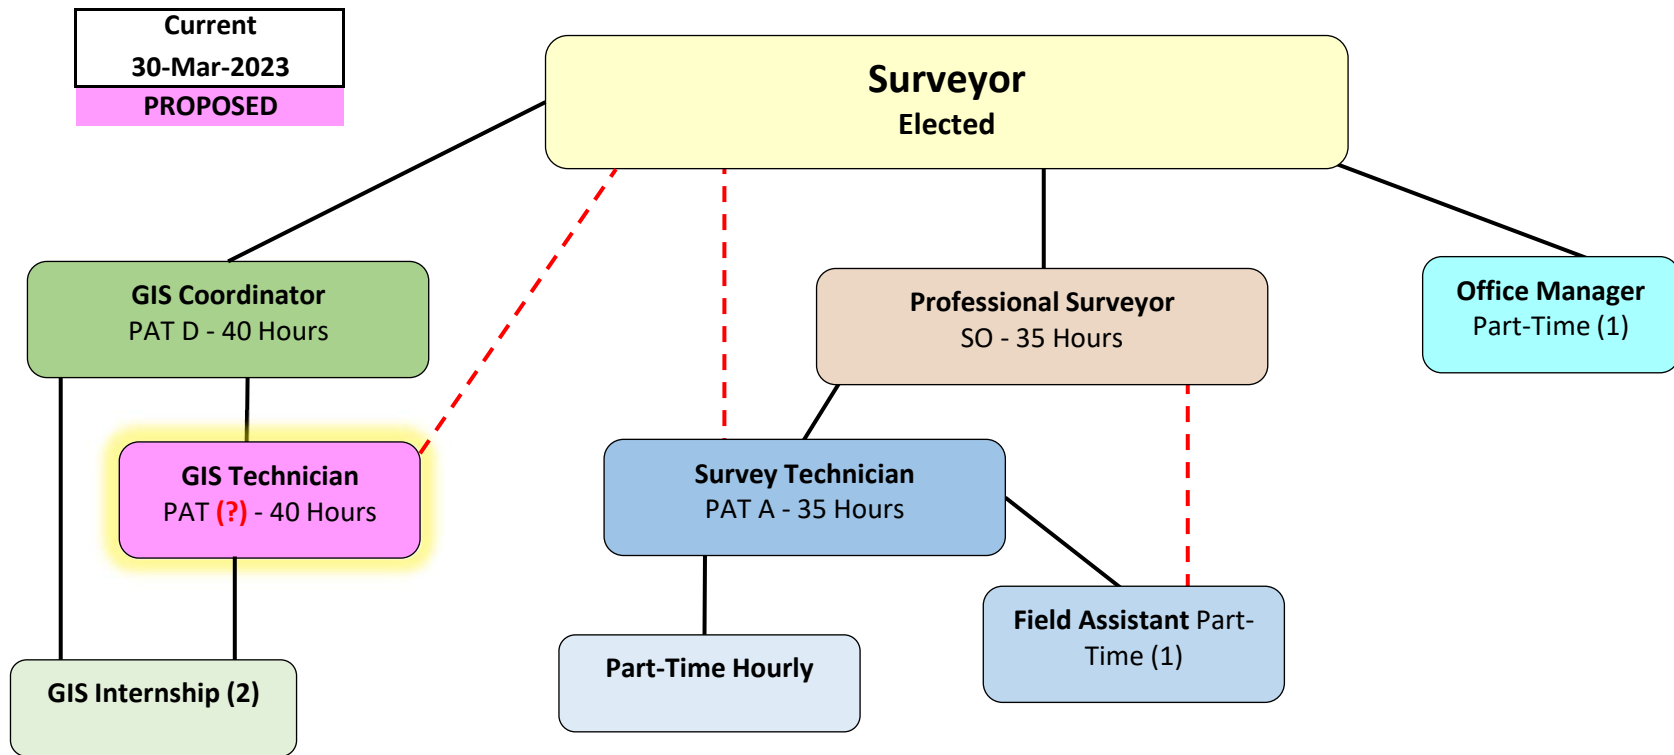 Current
30-Mar-2023
PROPOSED
Surveyor
Elected
GIS Coordinator
PAT D - 40 Hours
Professional Surveyor
SO - 35 Hours
Office Manager
Part-Time (1)
GIS Technician
PAT (?) - 40 Hours
Survey Technician
PAT A - 35 Hours
Field Assistant Part-
Time (1)
Part-Time Hourly
GIS Internship (2)